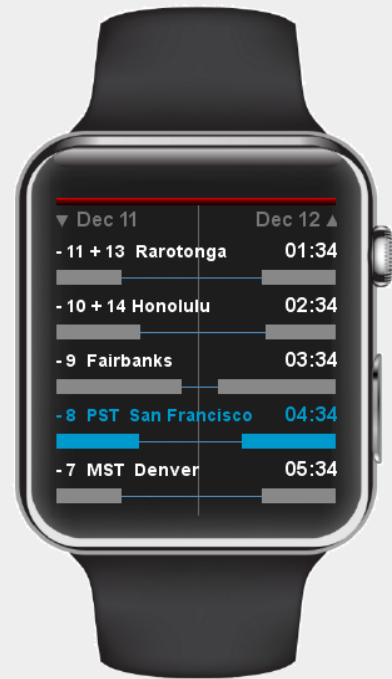 ▼ Dec 11 Dec 12 ▲
- 11 + 13 Rarotonga 01:34
- 10 + 14 Honolulu 02:34
- 9 Fairbanks 03:34
- 8 PST San Francisco 04:34
- 7 MST Denver 05:34